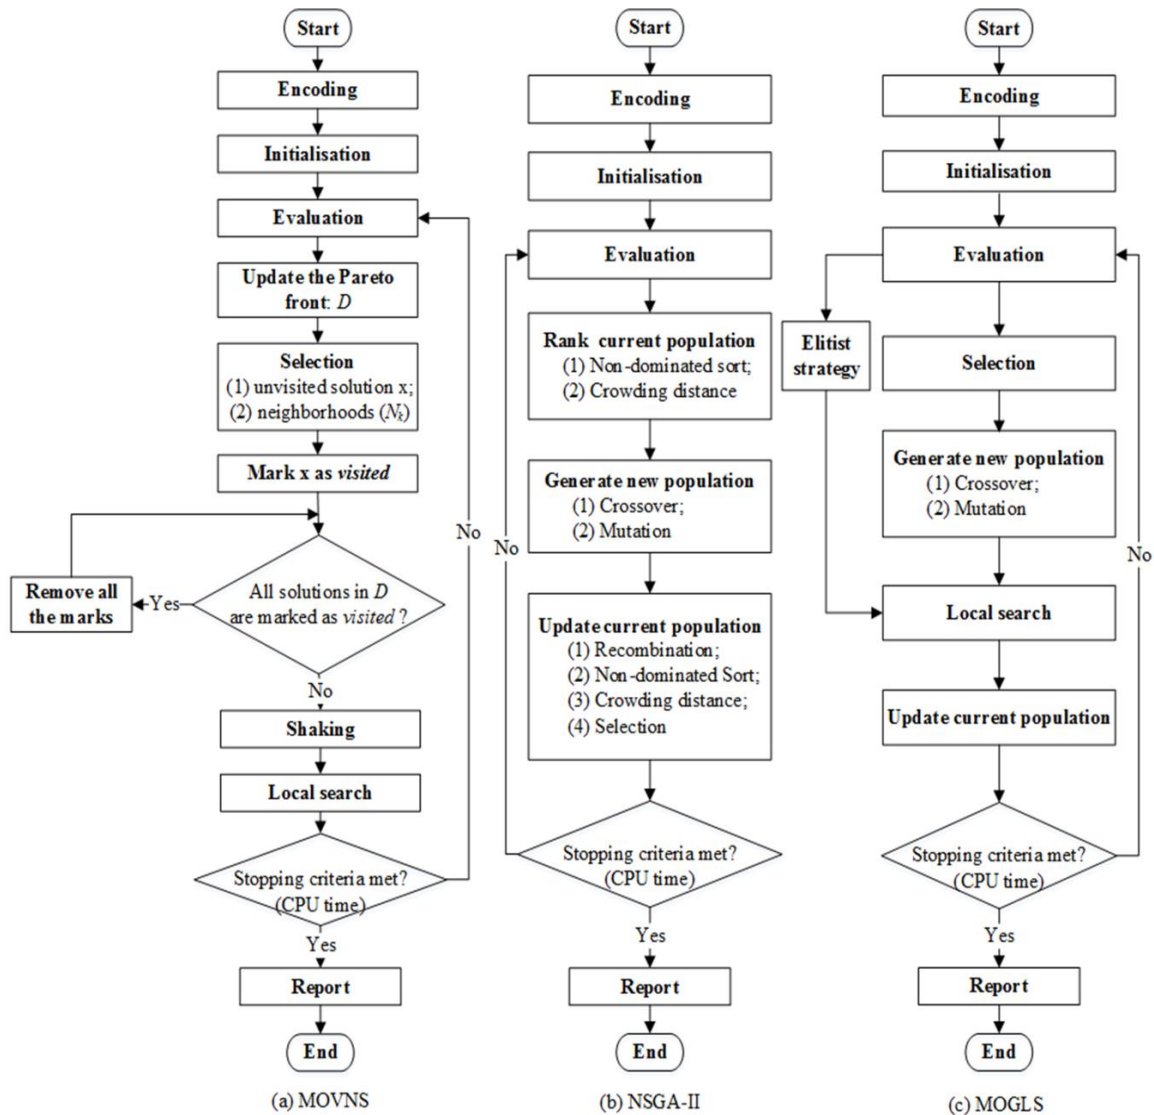 Start
Encoding
Initialisation
Evaluation
Update the Pareto
front: D
Selection
(1) unvisited solution x;
(2) neighborhoods (Nk)
Mark x as visited
All solutions in D
are marked as visited ?
Yes
Remove all
the marks
No
Shaking
Local search
Stopping criteria met?
(CPU time)
No
Yes
Report
End
(a) MOVNS
Start
Encoding
Initialisation
Evaluation
Rank current population
(1) Non-dominated sort;
(2) Crowding distance
Generate new population
(1) Crossover;
(2) Mutation
Update current population
(1) Recombination;
(2) Non-dominated Sort;
(3) Crowding distance;
(4) Selection
Stopping criteria met?
(CPU time)
No
Yes
Report
End
(b) NSGA-II
Start
Encoding
Initialisation
Evaluation
Elitist
strategy
Selection
Generate new population
(1) Crossover;
(2) Mutation
Local search
Update current population
Stopping criteria met?
(CPU time)
No
Yes
Report
End
(c) MOGLS